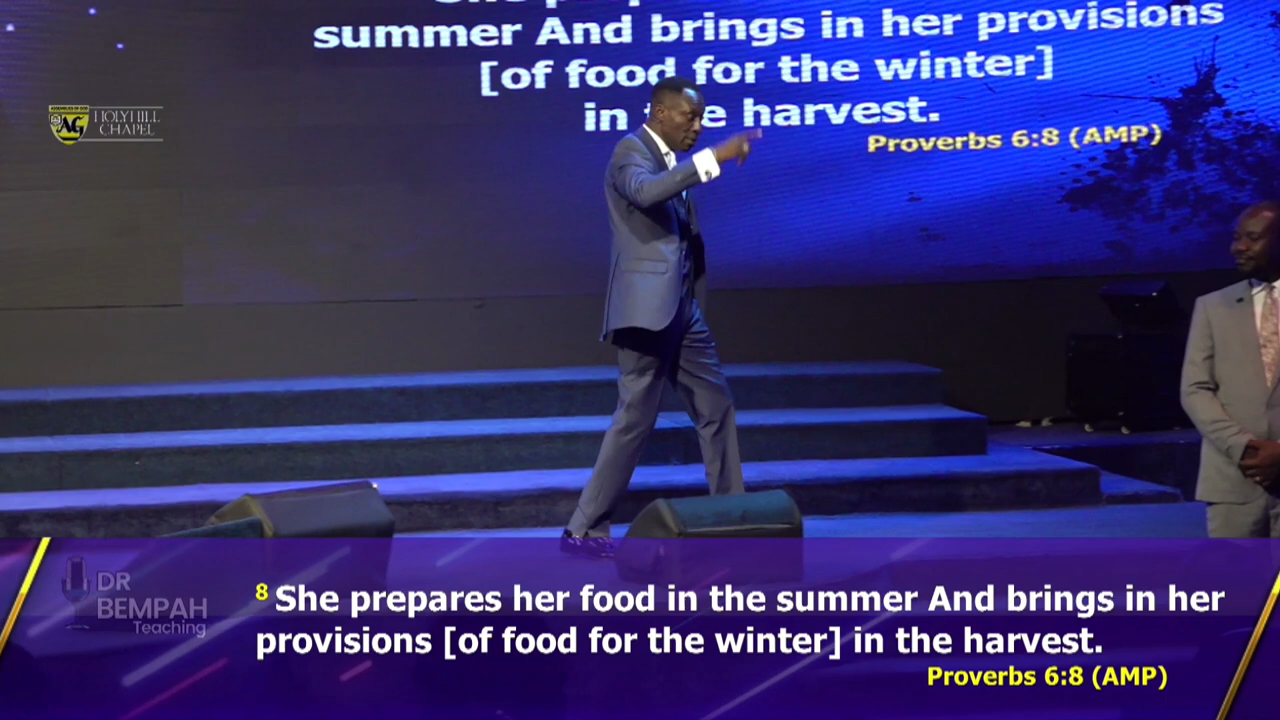 summer And brings in her provisions
[of food for the winter]
in the harvest.
Proverbs 6:8 (AMP)
AG
HOLYHILL
CHAPEL
DR
BEMPAH
Teaching
8 She prepares her food in the summer And brings in her
provisions [of food for the winter] in the harvest.
Proverbs 6:8 (AMP)